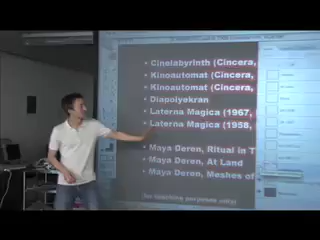 • Cinelabyrinth (Cincera,
• Kinoautomat (Cincera,
• Kinoautomat (Cincera,
• Diapolyekran
• Laterna Magica (1967,
• Laterna Magica (1958,
• Maya Deren, Ritual in T
• Maya Deren, At Land
• Maya Deren, Meshes of